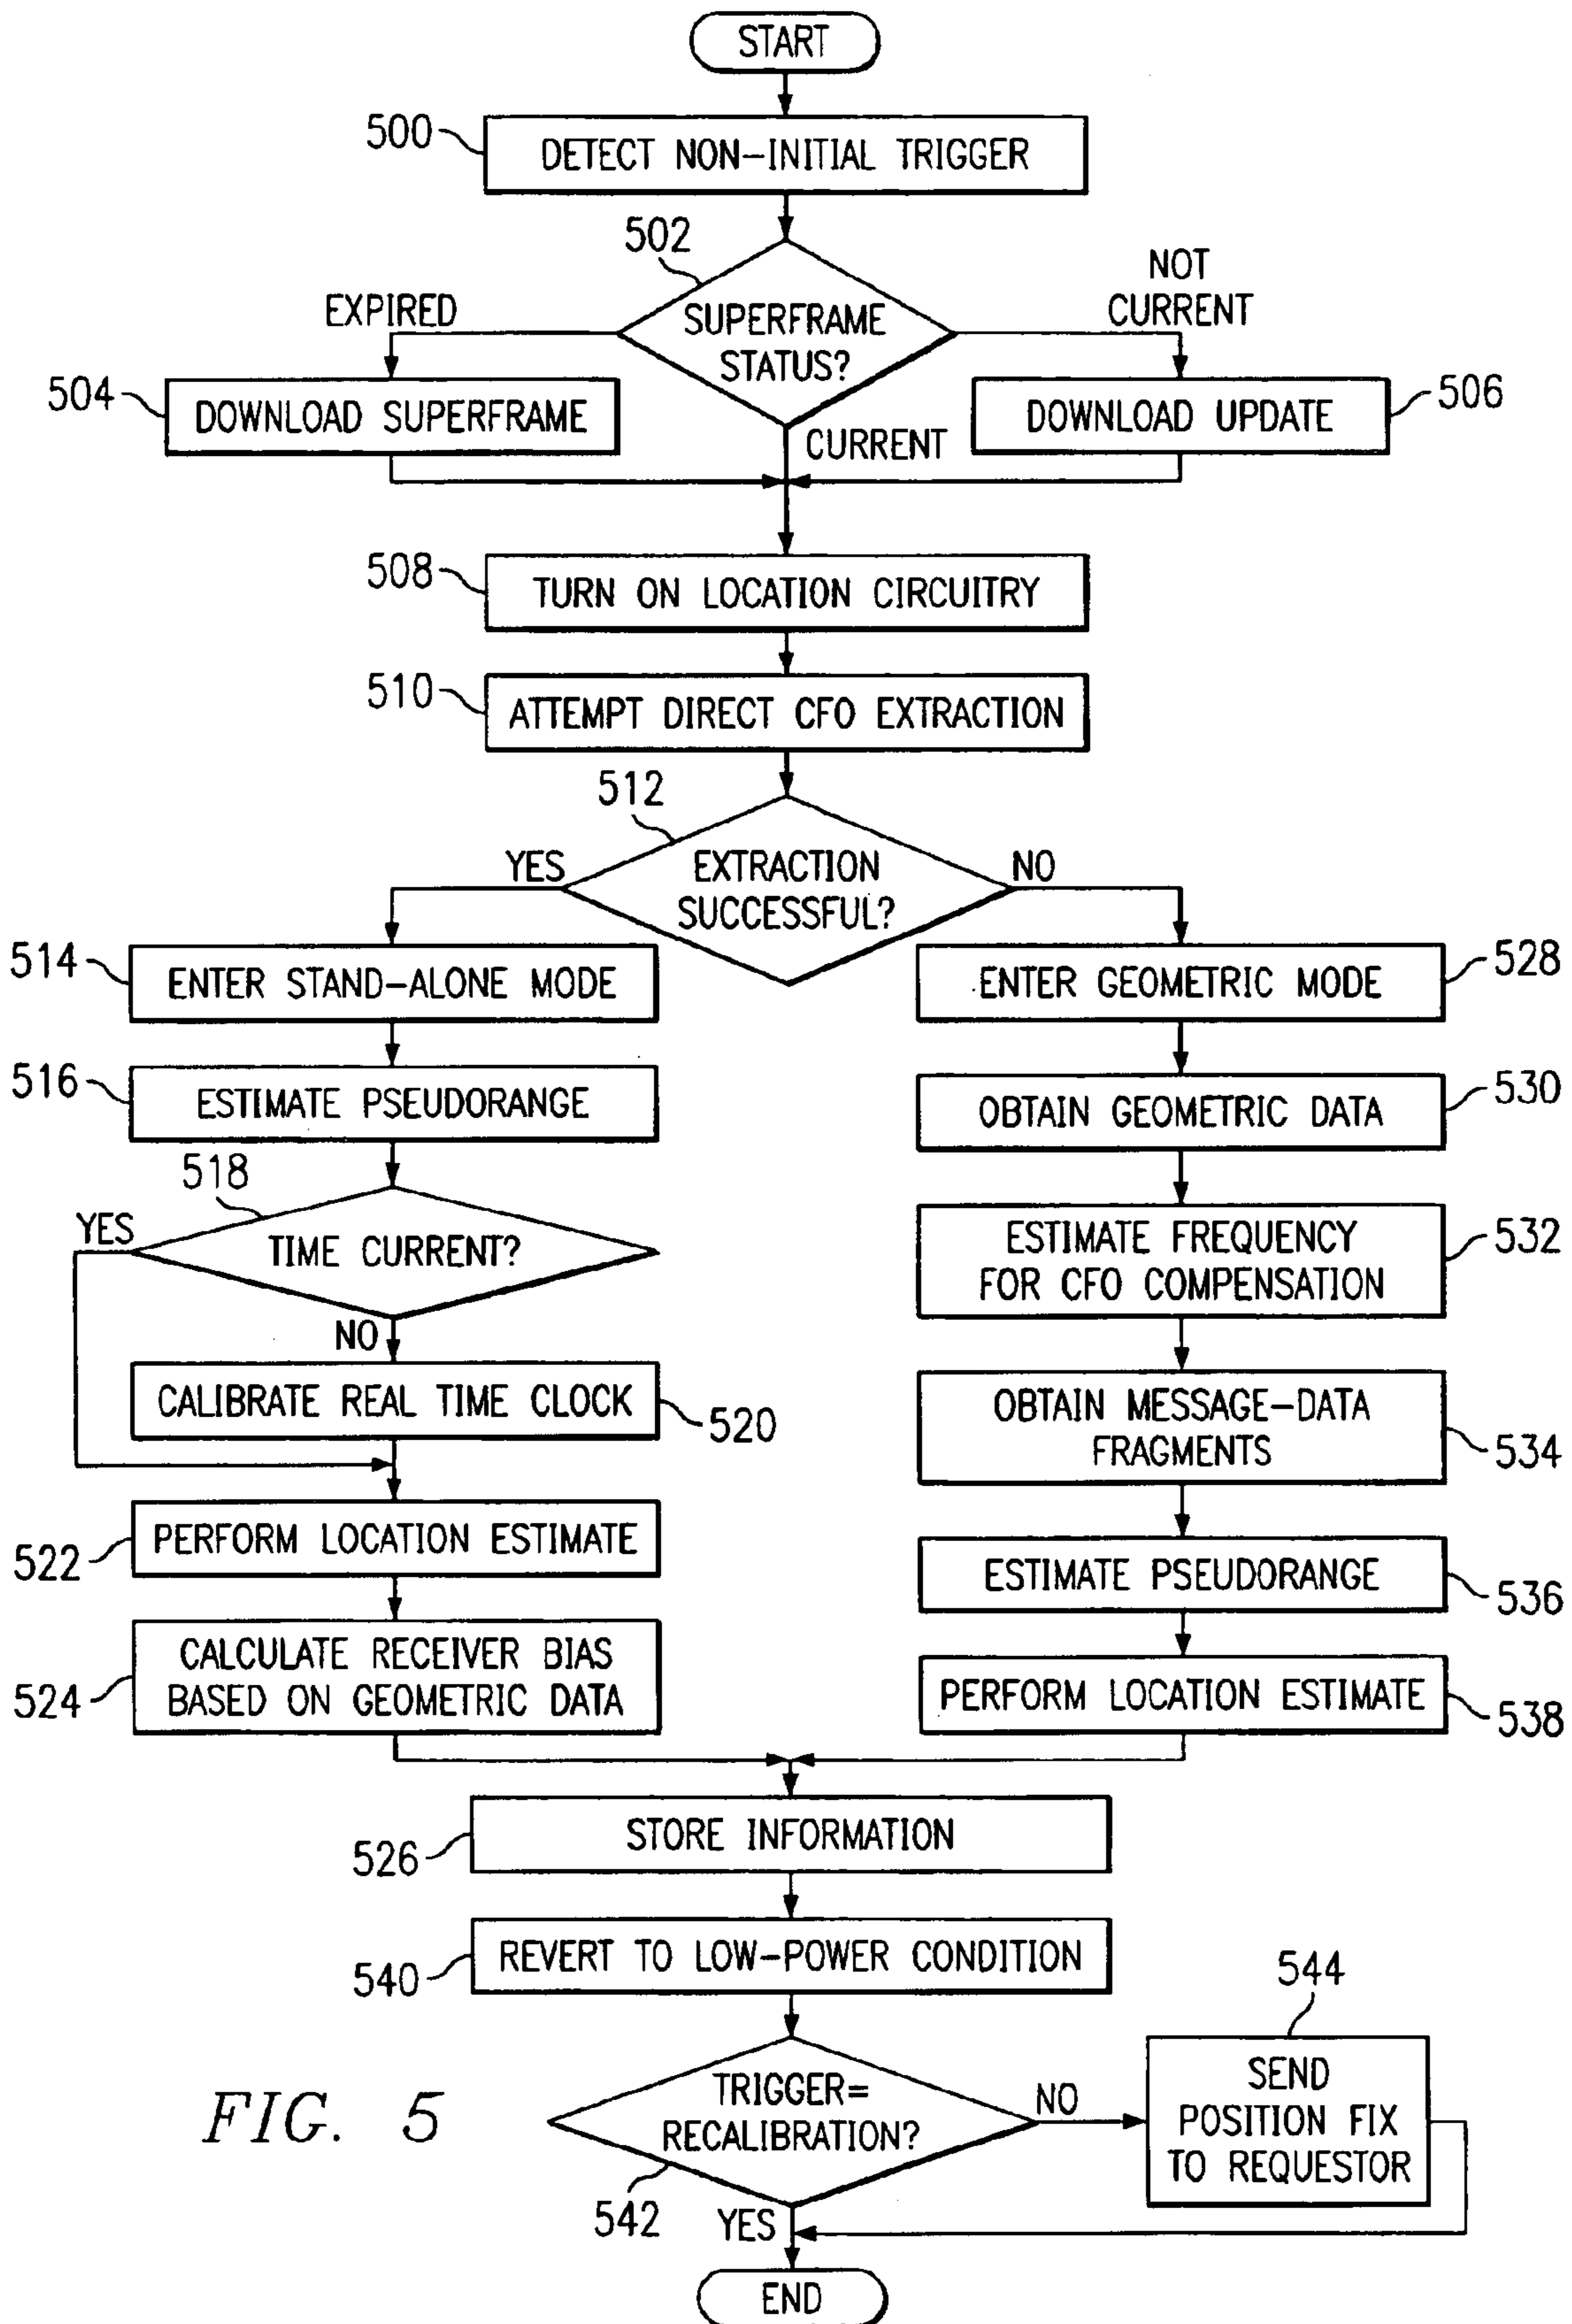 START
500
DETECT NON-INITIAL TRIGGER
502
SUPERFRAME
STATUS?
EXPIRED
NOT
CURRENT
504
DOWNLOAD SUPERFRAME
CURRENT
DOWNLOAD UPDATE
506
508
TURN ON LOCATION CIRCUITRY
510
ATTEMPT DIRECT CFO EXTRACTION
512
EXTRACTION
SUCCESSFUL?
YES
NO
514
ENTER STAND-ALONE MODE
516
ESTIMATE PSEUDORANGE
518
TIME CURRENT?
YES
NO
CALIBRATE REAL TIME CLOCK
520
522
PERFORM LOCATION ESTIMATE
524
CALCULATE RECEIVER BIAS
BASED ON GEOMETRIC DATA
ENTER GEOMETRIC MODE
528
OBTAIN GEOMETRIC DATA
530
ESTIMATE FREQUENCY
FOR CFO COMPENSATION
532
OBTAIN MESSAGE-DATA
FRAGMENTS
534
ESTIMATE PSEUDORANGE
536
PERFORM LOCATION ESTIMATE
538
526
STORE INFORMATION
540
REVERT TO LOW-POWER CONDITION
542
TRIGGER=
RECALIBRATION?
NO
544
SEND
POSITION FIX
TO REQUESTOR
YES
END
FIG. 5